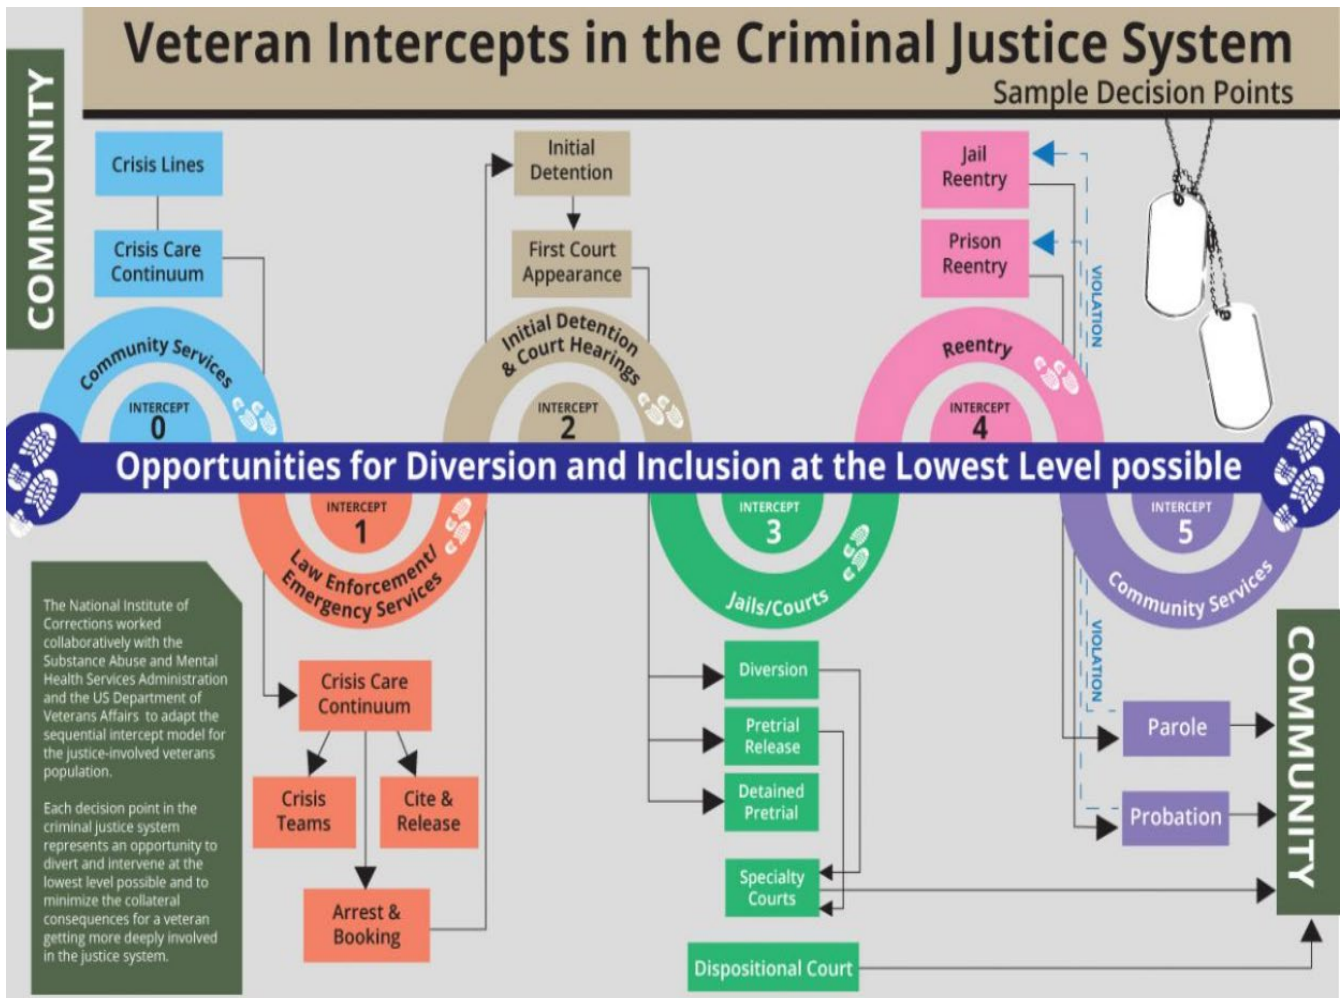 Veteran Intercepts in the Criminal Justice System
Sample Decision Points
COMMUNITY
Crisis Lines
Crisis Care
Continuum
Community Services
INTERCEPT
0
Initial
Detention
First Court
Appearance
Initial Detention
& Court Hearings
INTERCEPT
2
Jail
Reentry
Prison
Reentry
VIOLATION
Reentry
INTERCEPT
4
Opportunities for Diversion and Inclusion at the Lowest Level possible
INTERCEPT
1
Law Enforcement/
Emergency Services
Crisis Care
Continuum
Crisis
Teams
Cite &
Release
Arrest &
Booking
INTERCEPT
3
Jails/Courts
Diversion
Pretrial
Release
Detained
Pretrial
Specialty
Courts
Dispositional Court
INTERCEPT
5
Community Services
VIOLATION
Parole
Probation
COMMUNITY
The National Institute of
Corrections worked
collaboratively with the
Substance Abuse and Mental
Health Services Administration
and the US Department of
Veterans Affairs to adapt the
sequential intercept model for
the justice-involved veterans
population.
Each decision point in the
criminal justice system
represents an opportunity to
divert and intervene at the
lowest level possible and to
minimize the collateral
consequences for a veteran
getting more deeply involved
in the justice system.